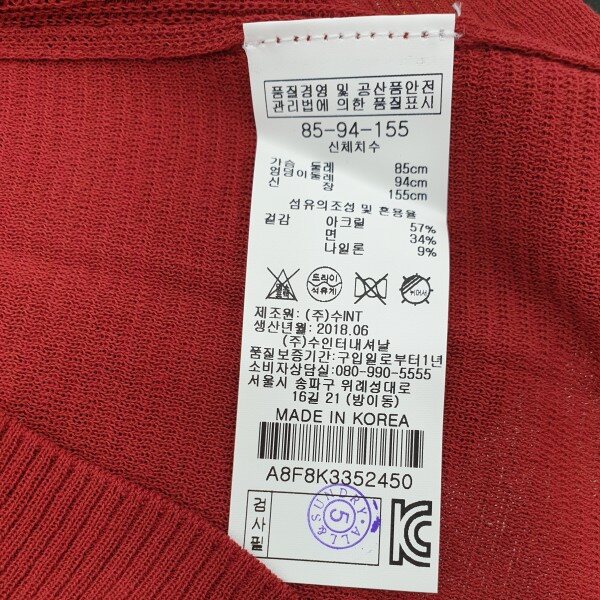 품질경영 및 공산품안전
관리법에 의한 품질표시
85-94-155
신체치수
가슴 둘레 85cm
엉덩이둘레 94cm
신 장 155cm
섬유의조성 및 혼용율
겉감 아크릴 57%
면 34%
나일론 9%
드라이
석유계
제조원: (주)수INT
생산년월: 2018.06
(주)수인터내셔날
품질보증기간: 구입일로부터1년
소비자상담실: 080-990-5555
서울시 송파구 위례성대로
16길 21 (방이동)
MADE IN KOREA
A8F8K3352450
검사필
SUNDRY ALL&
5
KC